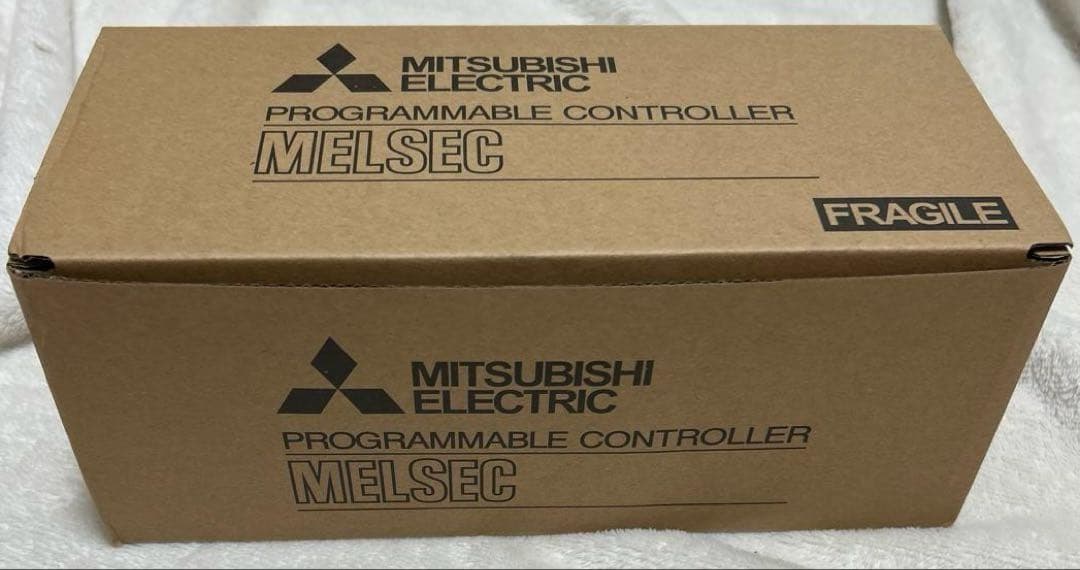 MITSUBISHI
ELECTRIC
PROGRAMMABLE CONTROLLER
MELSEC
FRAGILE
MITSUBISHI
ELECTRIC
PROGRAMMABLE CONTROLLER
MELSEC